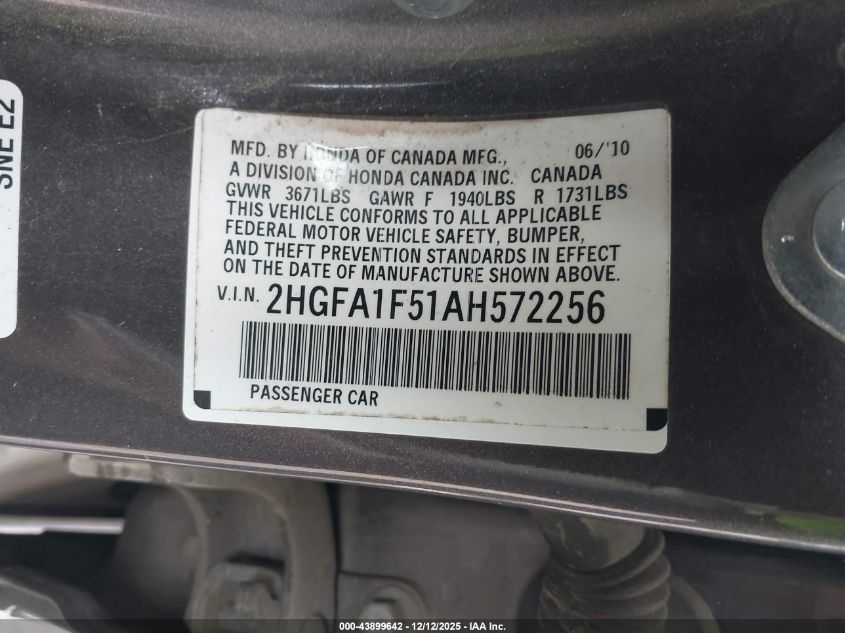 SNE E2
MFD. BY HONDA OF CANADA MFG., 06/'10
A DIVISION OF HONDA CANADA INC. CANADA
GVWR 3671LBS GAWR F 1940LBS R 1731LBS
THIS VEHICLE CONFORMS TO ALL APPLICABLE
FEDERAL MOTOR VEHICLE SAFETY, BUMPER,
AND THEFT PREVENTION STANDARDS IN EFFECT
ON THE DATE OF MANUFACTURE SHOWN ABOVE.
V.I.N. 2HGFA1F51AH572256
PASSENGER CAR
000-43899642 - 12/12/2025 - IAA Inc.